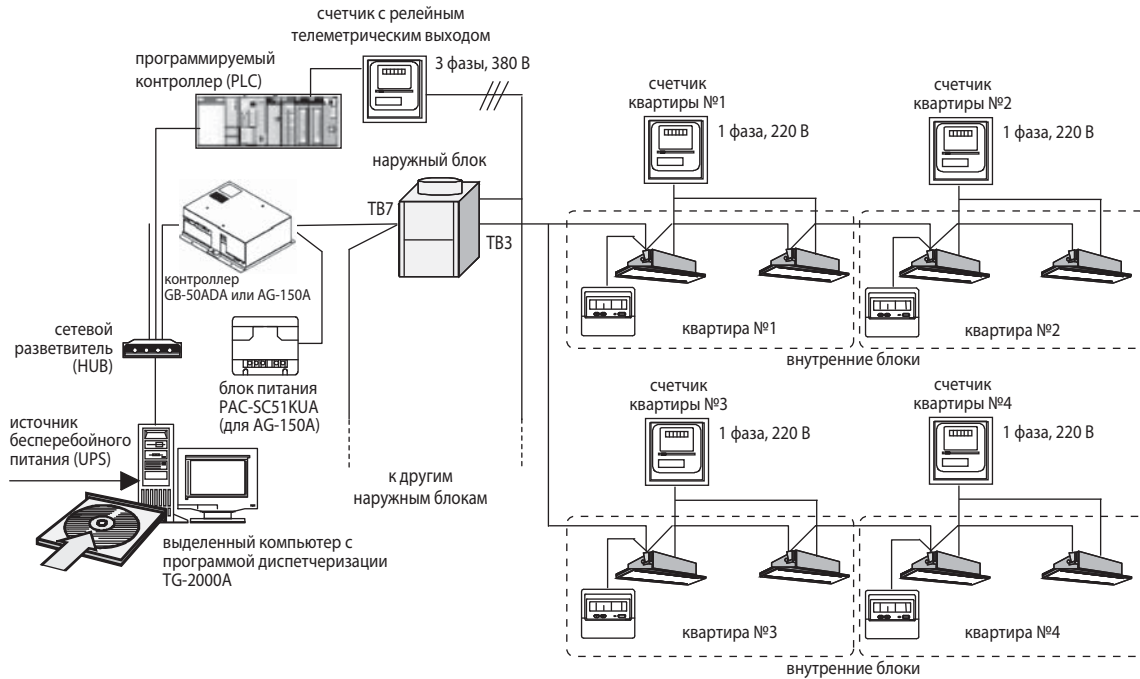 счетчик с релейным
телеметрическим выходом
программируемый
контроллер (PLC)
3 фазы, 380 В
наружный блок
TB7
TB3
контроллер
GB-50ADA или AG-150A
сетевой
разветвитель
(HUB)
блок питания
PAC-SC51KUA
(для AG-150A)
источник
бесперебойного
питания (UPS)
к другим
наружным блокам
выделенный компьютер с
программой диспетчеризации
TG-2000A
счетчик
квартиры №1
1 фаза, 220 В
счетчик
квартиры №2
1 фаза, 220 В
квартира №1
квартира №2
внутренние блоки
счетчик
квартиры №3
1 фаза, 220 В
счетчик
квартиры №4
1 фаза, 220 В
квартира №3
квартира №4
внутренние блоки